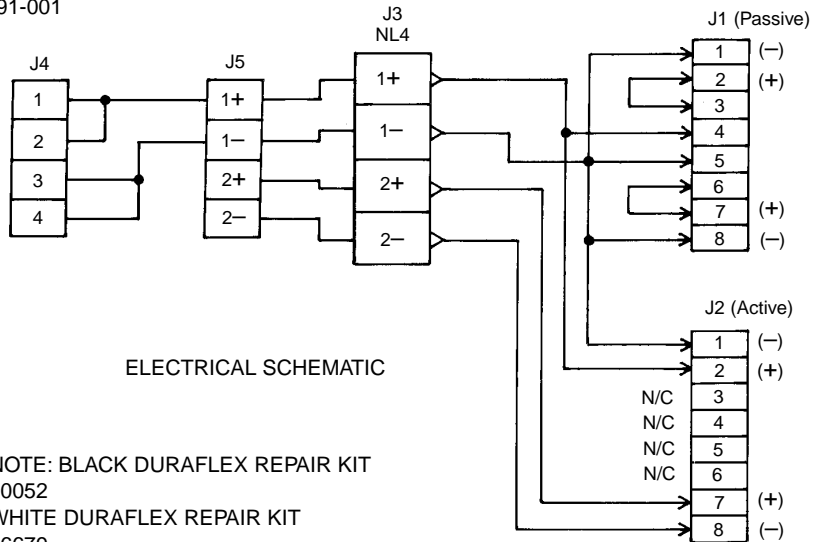 91-001
J4
1
2
3
4
J5
1+
1–
2+
2–
J3
NL4
1+
1–
2+
2–
J1 (Passive)
1 (–)
2 (+)
3
4
5
6
7 (+)
8 (–)
J2 (Active)
1 (–)
2 (+)
N/C 3
N/C 4
N/C 5
N/C 6
7 (+)
8 (–)
ELECTRICAL SCHEMATIC
NOTE: BLACK DURAFLEX REPAIR KIT
0052
WHITE DURAFLEX REPAIR KIT